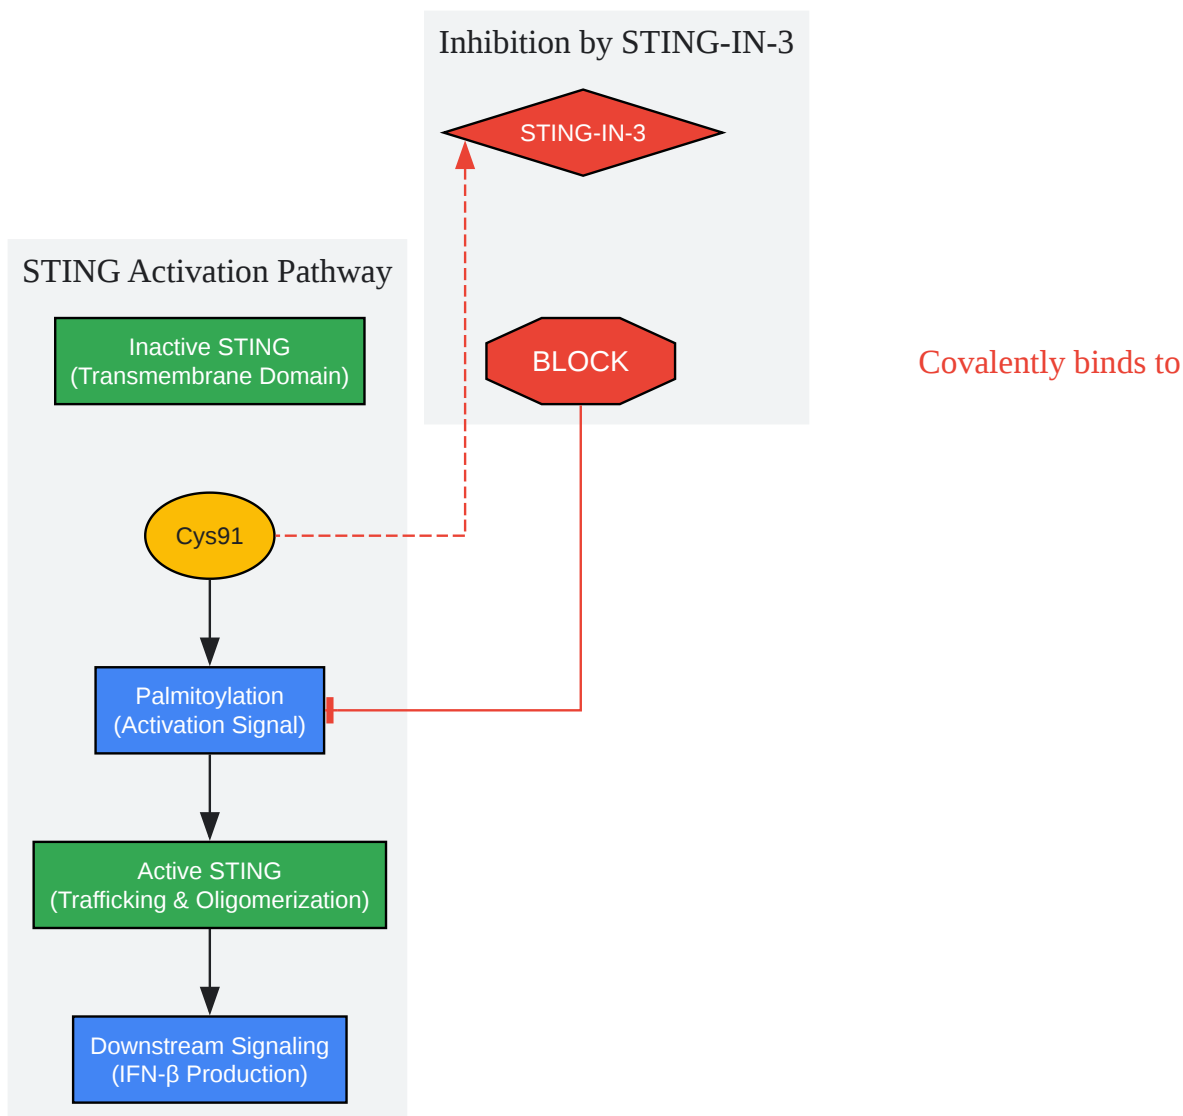 Inhibition by STING-IN-3
STING-IN-3
STING Activation Pathway
Inactive STING
(Transmembrane Domain)
BLOCK
Covalently binds to
Cys91
Palmitoylation
(Activation Signal)
Active STING
(Trafficking & Oligomerization)
Downstream Signaling
(IFN-β Production)